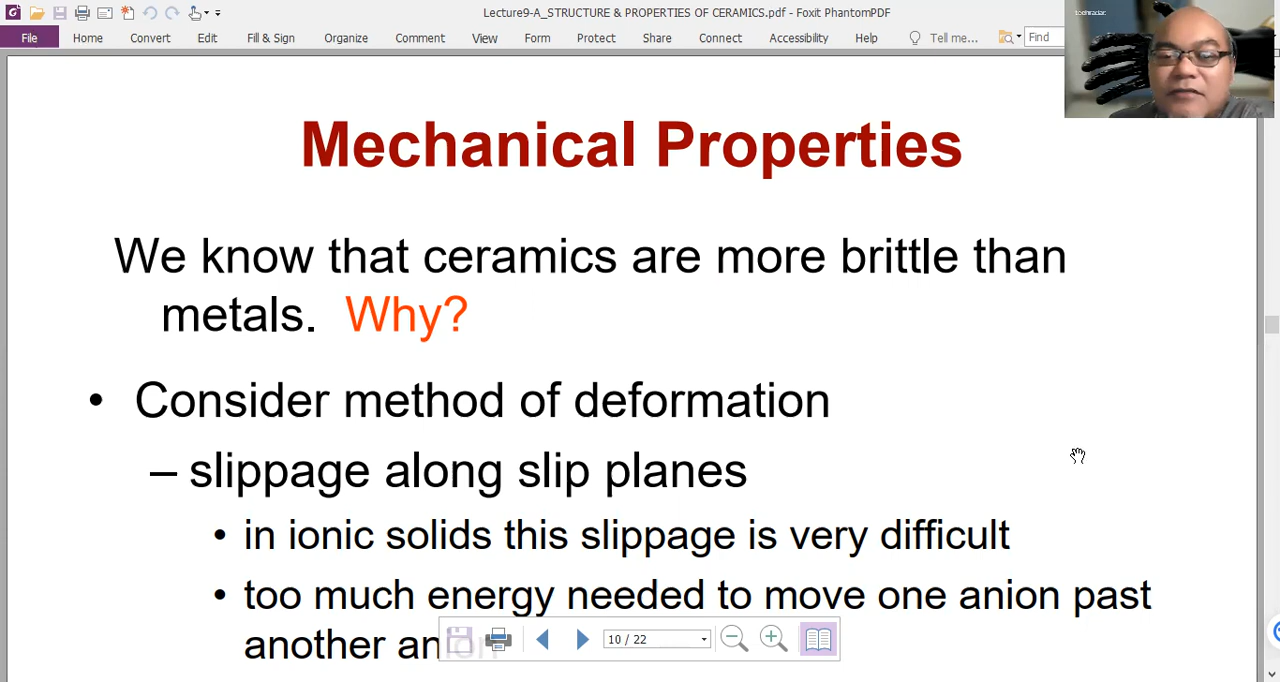 Lecture9-A_STRUCTURE & PROPERTIES OF CERAMICS.pdf - Foxit PhantomPDF
File Home Convert Edit Fill & Sign Organize Comment View Form Protect Share Connect Accessibility Help Tell me... Find
techradar.
Mechanical Properties
We know that ceramics are more brittle than
metals. Why?
• Consider method of deformation
– slippage along slip planes
• in ionic solids this slippage is very difficult
• too much energy needed to move one anion past
another anion
10 / 22